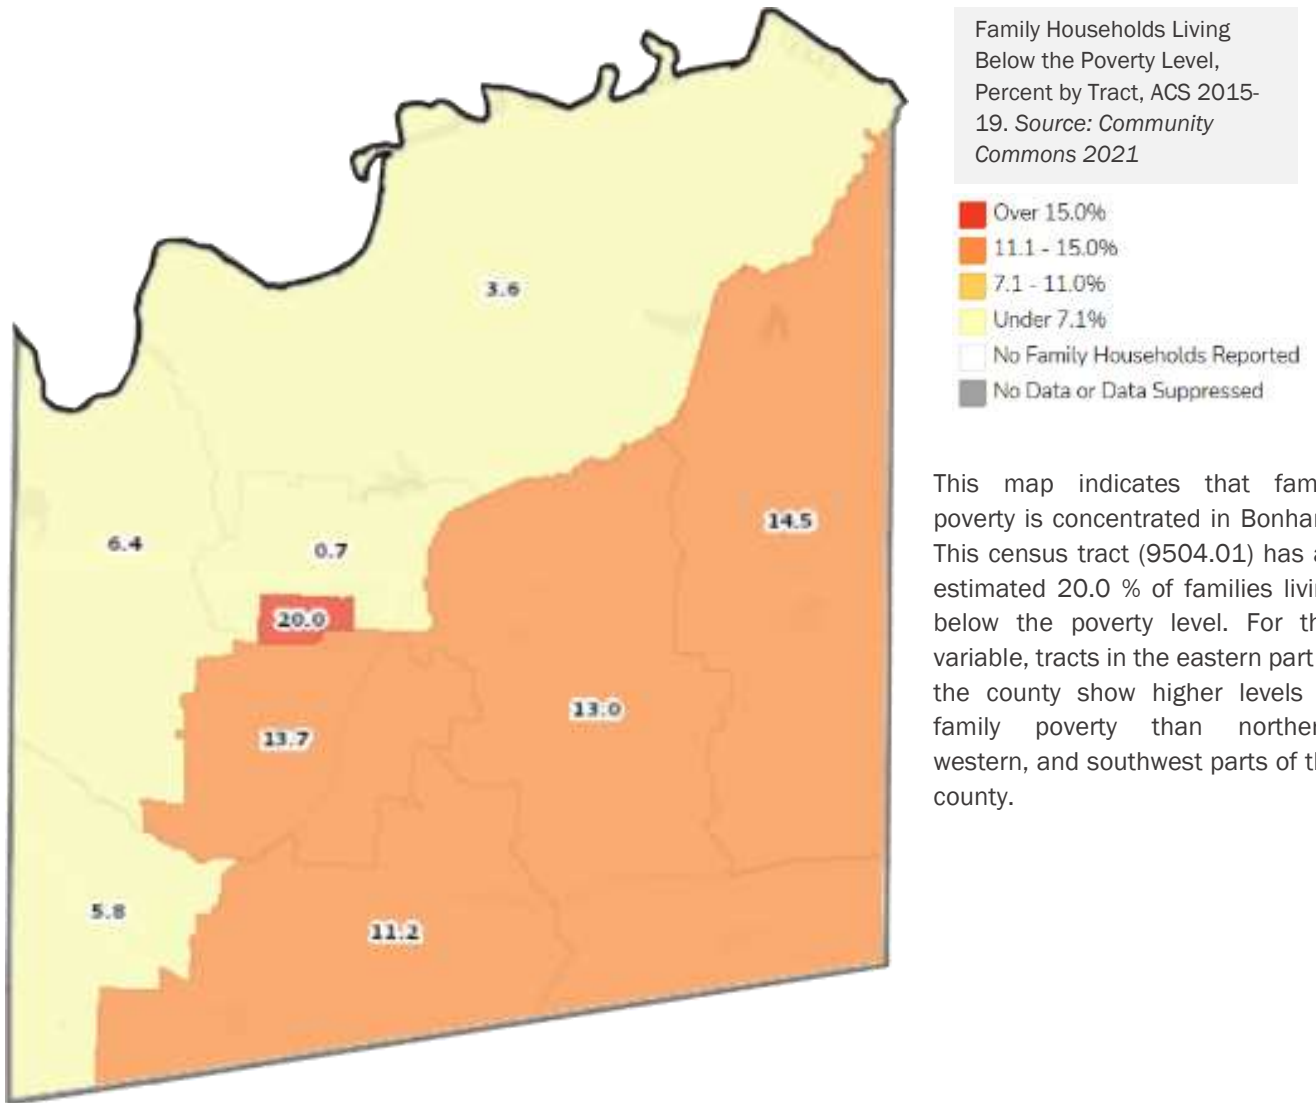 Family Households Living
Below the Poverty Level,
Percent by Tract, ACS 2015-
19. Source: Community
Commons 2021
Over 15.0%
11.1 - 15.0%
7.1 - 11.0%
Under 7.1%
No Family Households Reported
No Data or Data Suppressed
3.6
14.5
6.4
0.7
20.0
13.0
13.7
5.8
11.2
This map indicates that fam
poverty is concentrated in Bonha
This census tract (9504.01) has a
estimated 20.0 % of families livin
below the poverty level. For th
variable, tracts in the eastern part
the county show higher levels
family poverty than norther
western, and southwest parts of th
county.